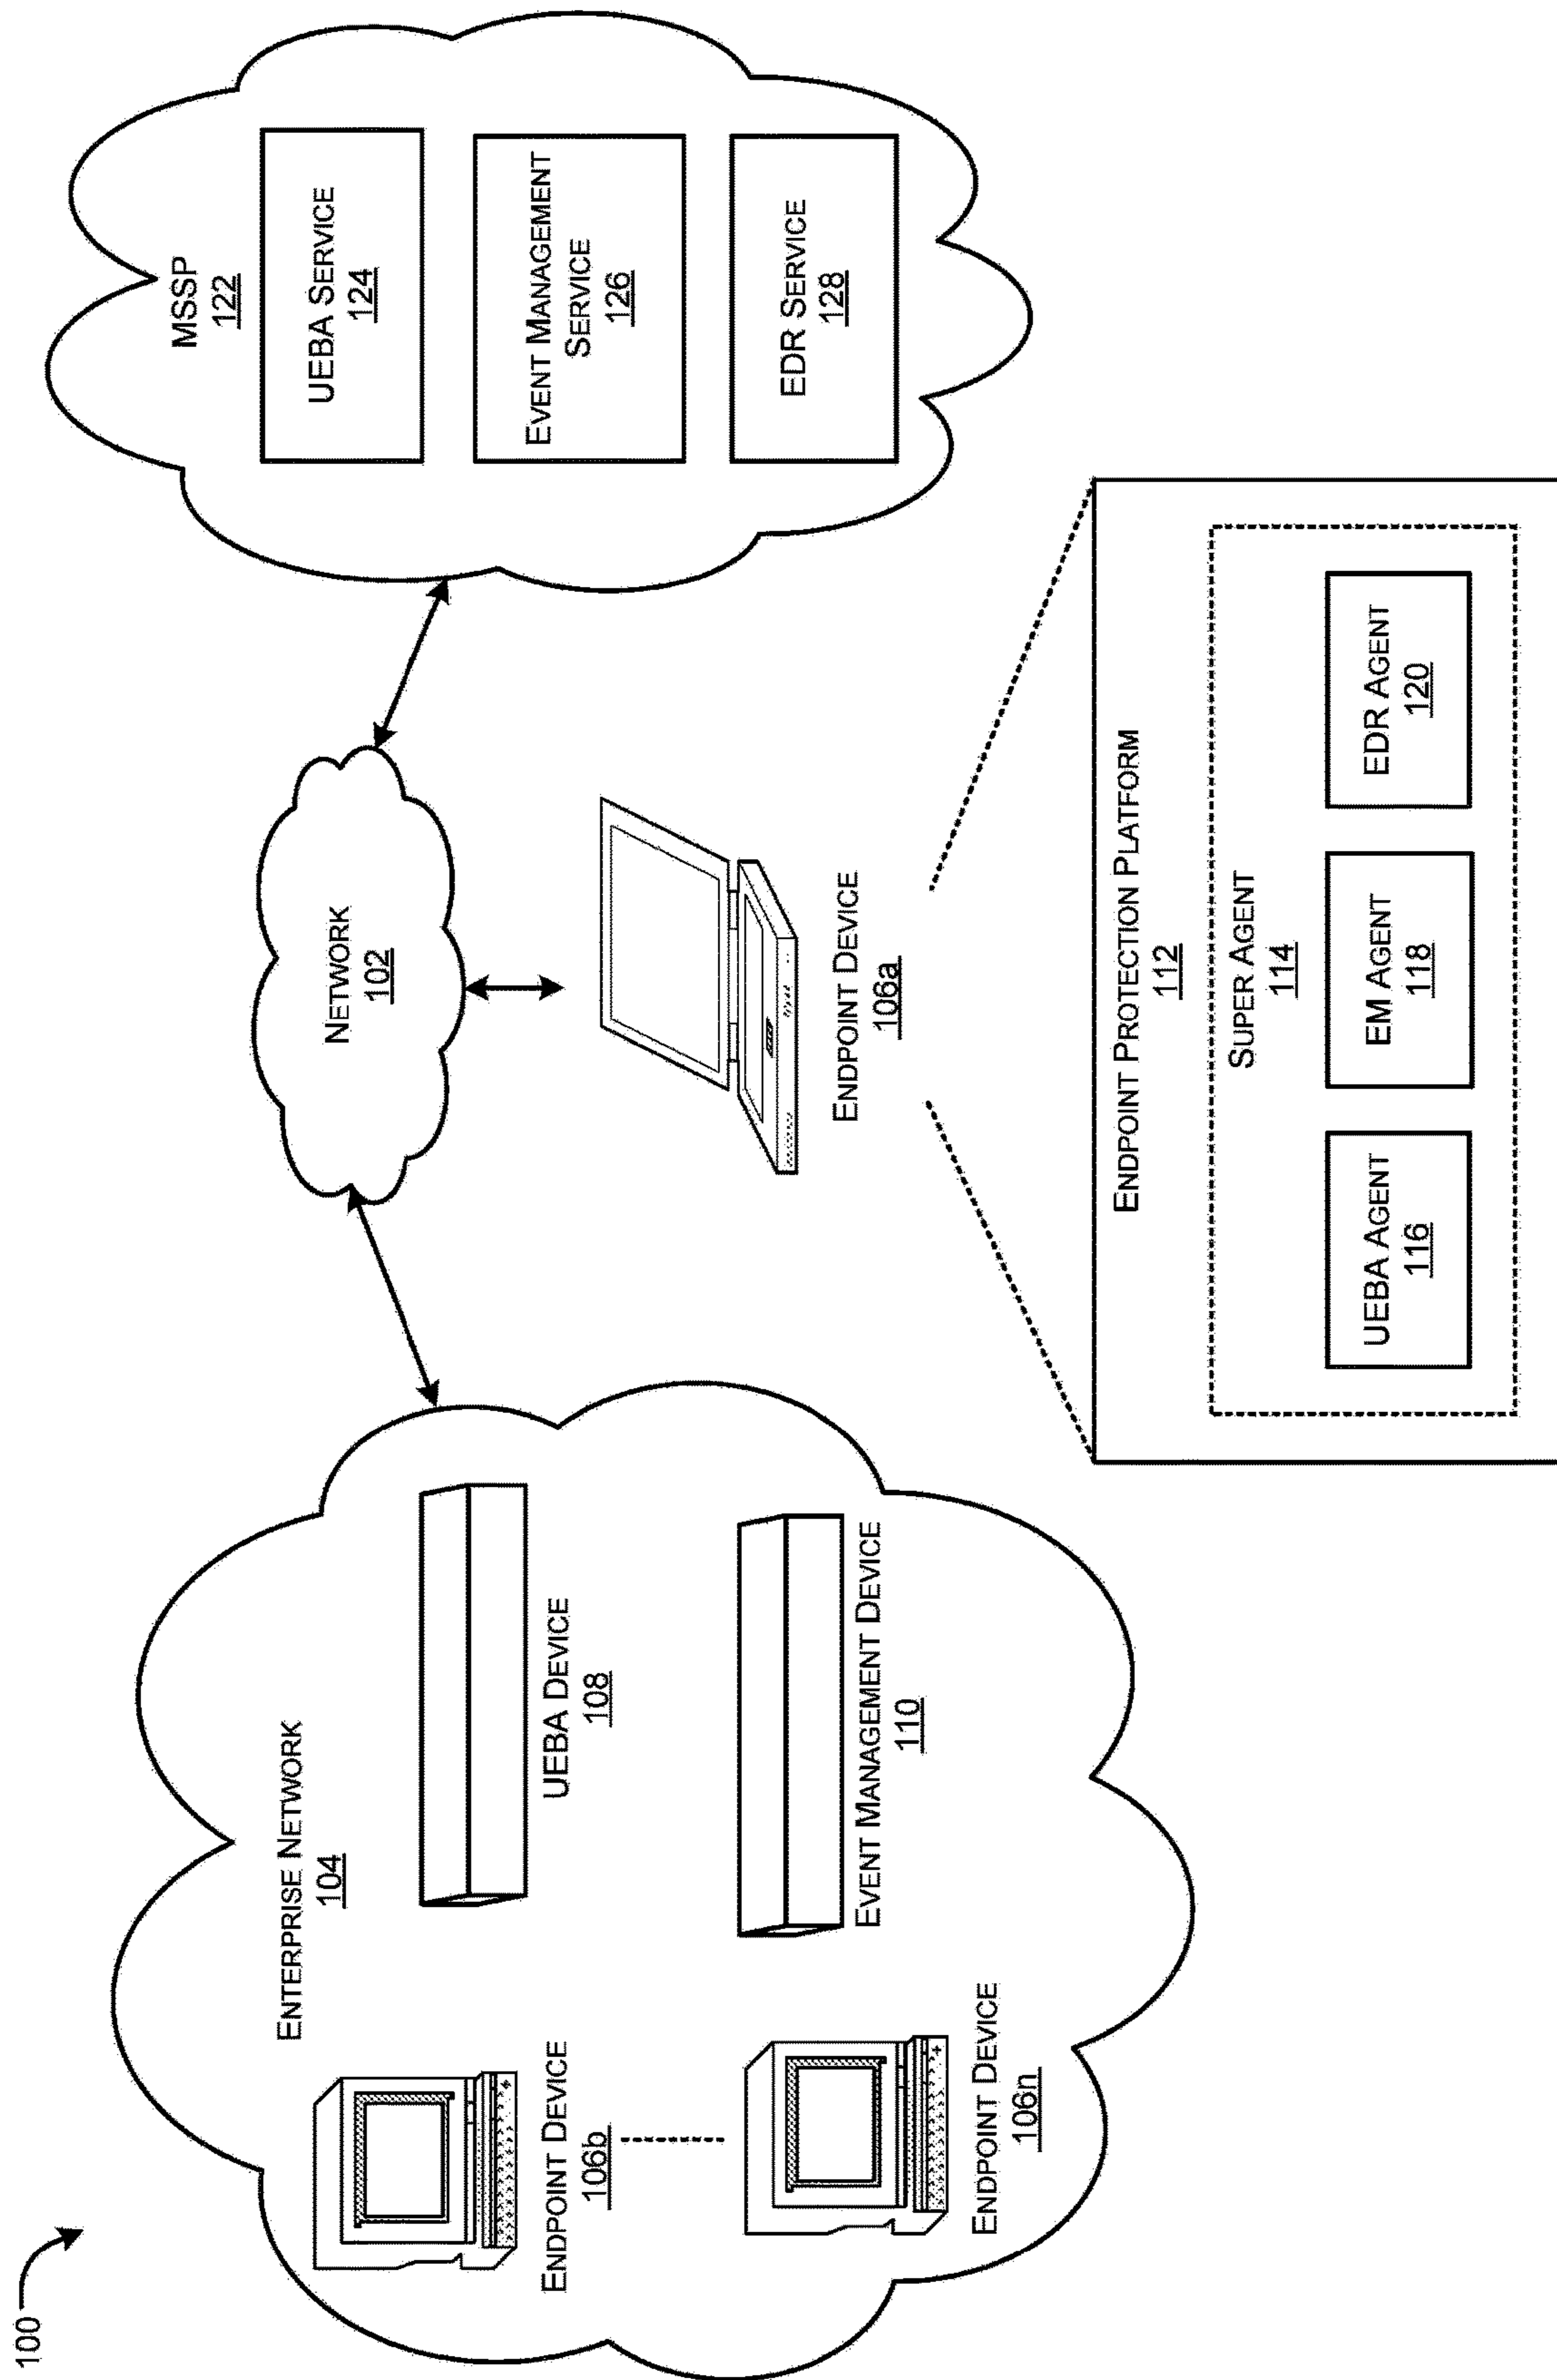 100
ENTERPRISE NETWORK
104
ENDPOINT DEVICE
106b
UEBA DEVICE
108
ENDPOINT DEVICE
106n
EVENT MANAGEMENT DEVICE
110
NETWORK
102
ENDPOINT DEVICE
106a
MSSP
122
UEBA SERVICE
124
EVENT MANAGEMENT
SERVICE
126
EDR SERVICE
128
ENDPOINT PROTECTION PLATFORM
112
SUPER AGENT
114
UEBA AGENT
116
EM AGENT
118
EDR AGENT
120